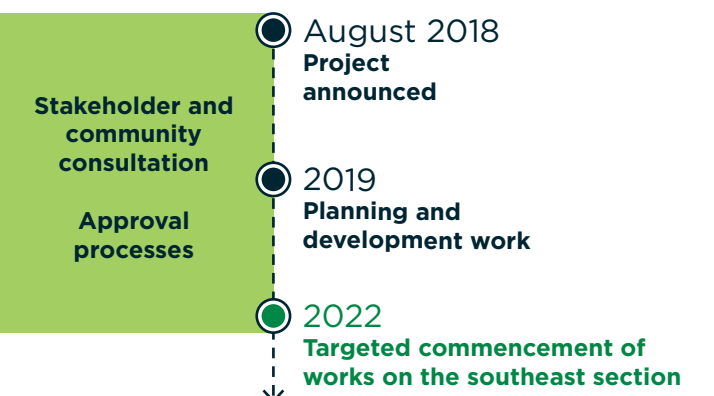 Stakeholder and
community
consultation
Approval
processes
August 2018
Project
announced
2019
Planning and
development work
2022
Targeted commencement of
works on the southeast section